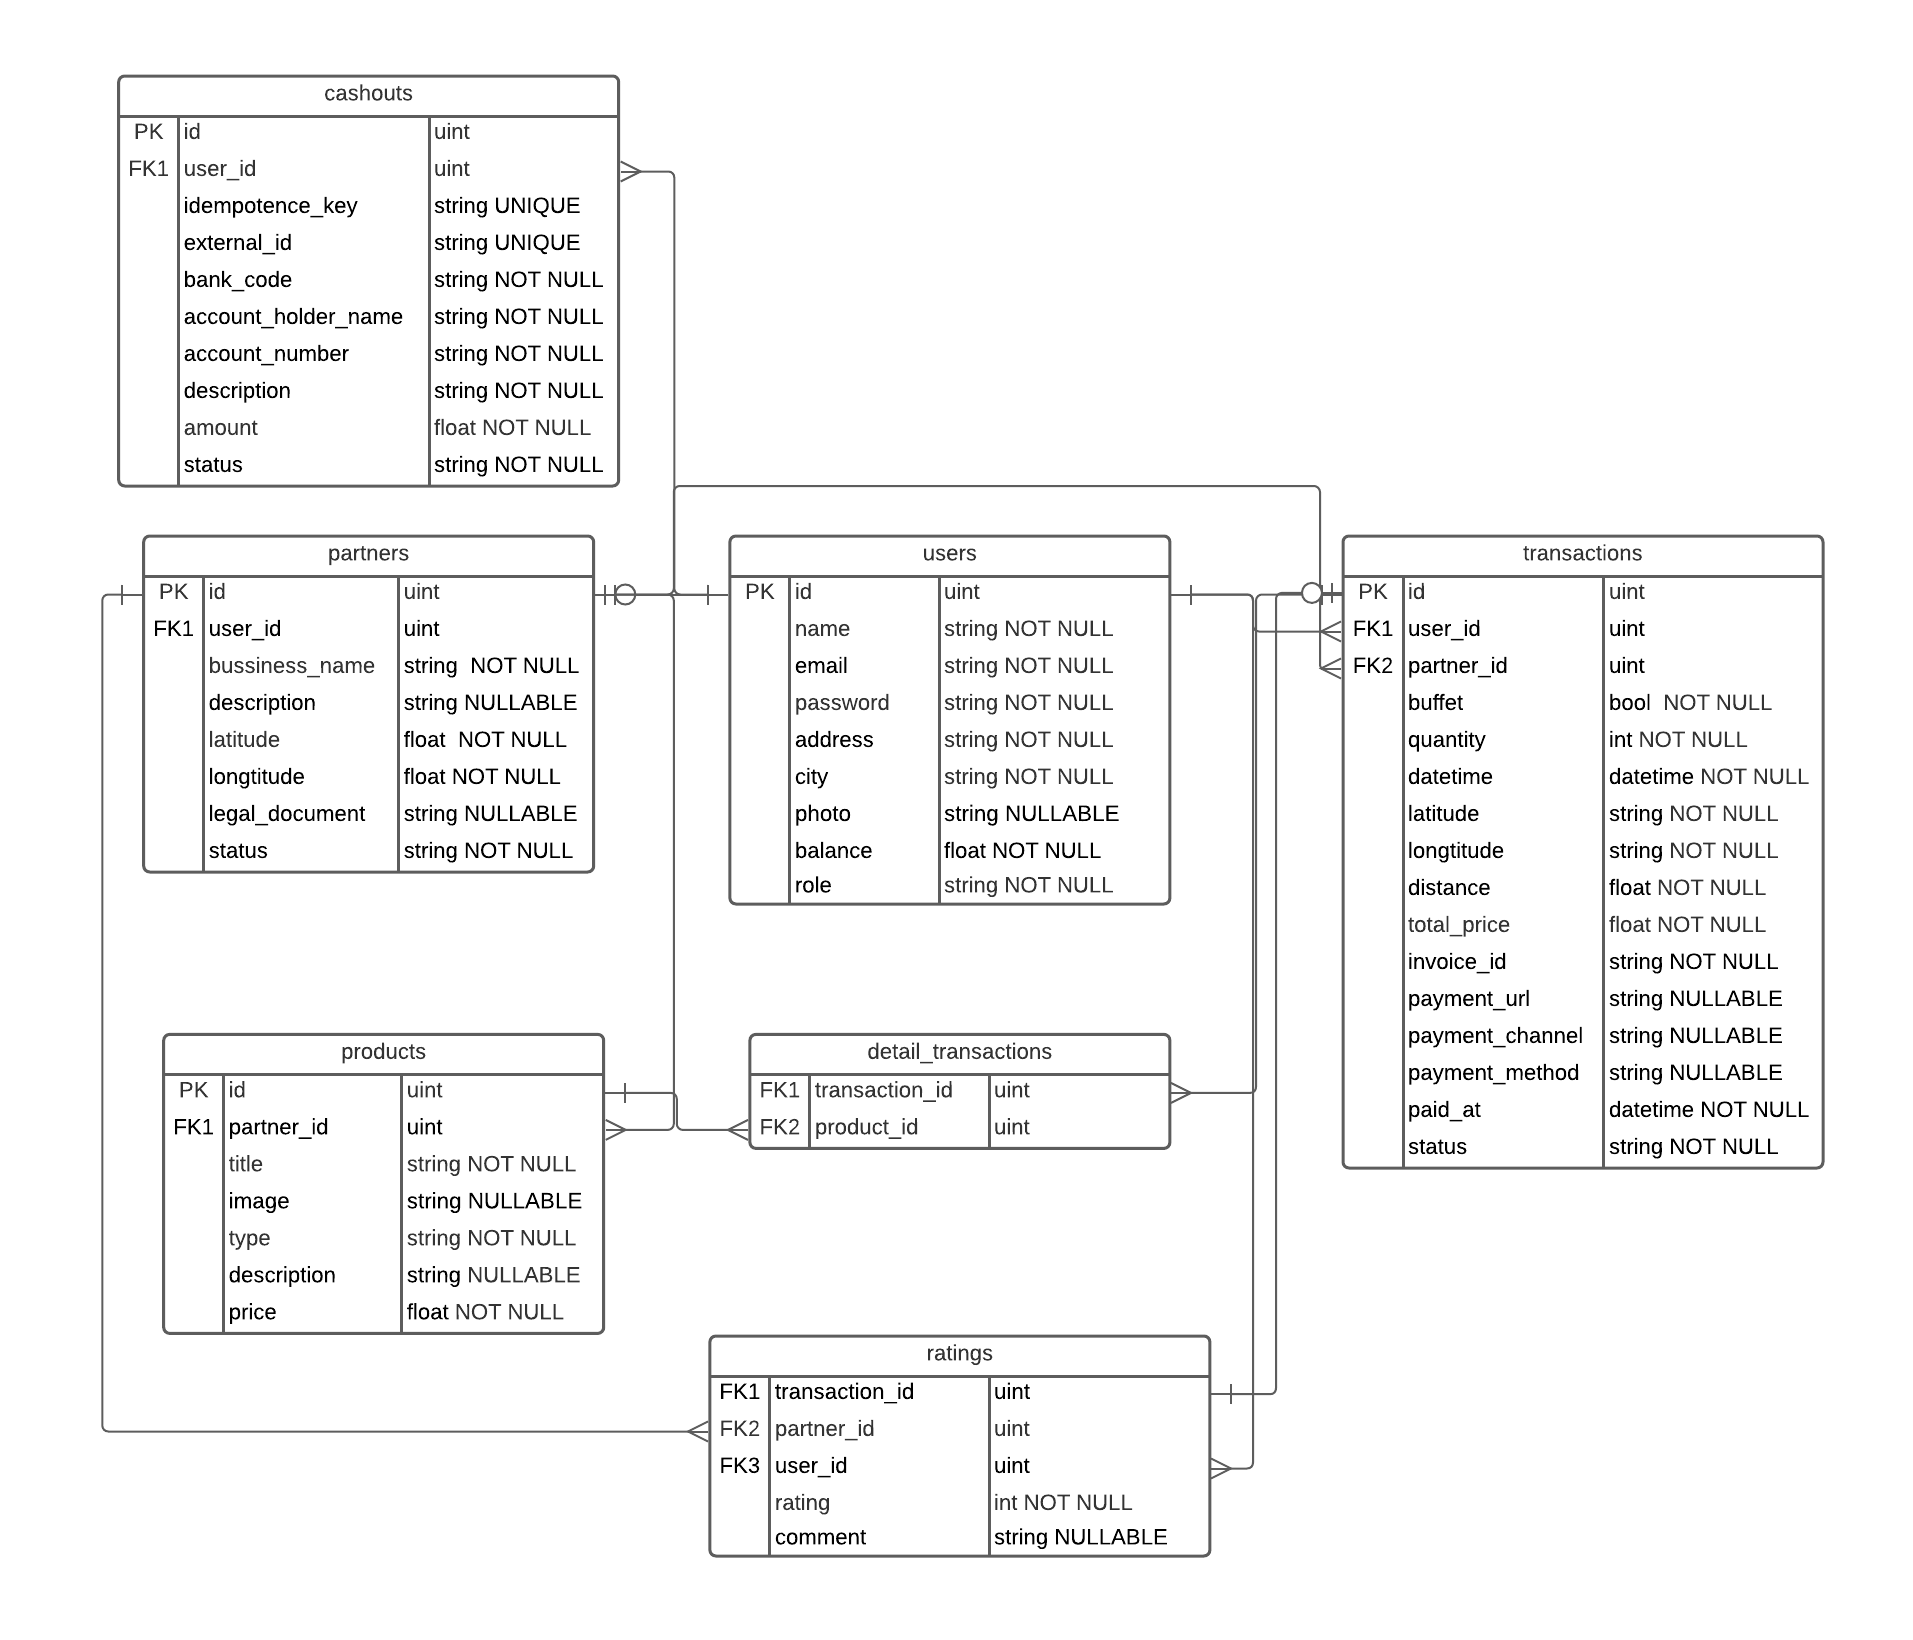 cashouts
PK id uint
FK1 user_id uint
idempotence_key string UNIQUE
external_id string UNIQUE
bank_code string NOT NULL
account_holder_name string NOT NULL
account_number string NOT NULL
description string NOT NULL
amount float NOT NULL
status string NOT NULL
partners
PK id uint
FK1 user_id uint
bussiness_name string NOT NULL
description string NULLABLE
latitude float NOT NULL
longtitude float NOT NULL
legal_document string NULLABLE
status string NOT NULL
users
PK id uint
name string NOT NULL
email string NOT NULL
password string NOT NULL
address string NOT NULL
city string NOT NULL
photo string NULLABLE
balance float NOT NULL
role string NOT NULL
transactions
PK id uint
FK1 user_id uint
FK2 partner_id uint
buffet bool NOT NULL
quantity int NOT NULL
datetime datetime NOT NULL
latitude string NOT NULL
longtitude string NOT NULL
distance float NOT NULL
total_price float NOT NULL
invoice_id string NOT NULL
payment_url string NULLABLE
payment_channel string NULLABLE
payment_method string NULLABLE
paid_at datetime NOT NULL
status string NOT NULL
products
PK id uint
FK1 partner_id uint
title string NOT NULL
image string NULLABLE
type string NOT NULL
description string NULLABLE
price float NOT NULL
detail_transactions
FK1 transaction_id uint
FK2 product_id uint
ratings
FK1 transaction_id uint
FK2 partner_id uint
FK3 user_id uint
rating int NOT NULL
comment string NULLABLE